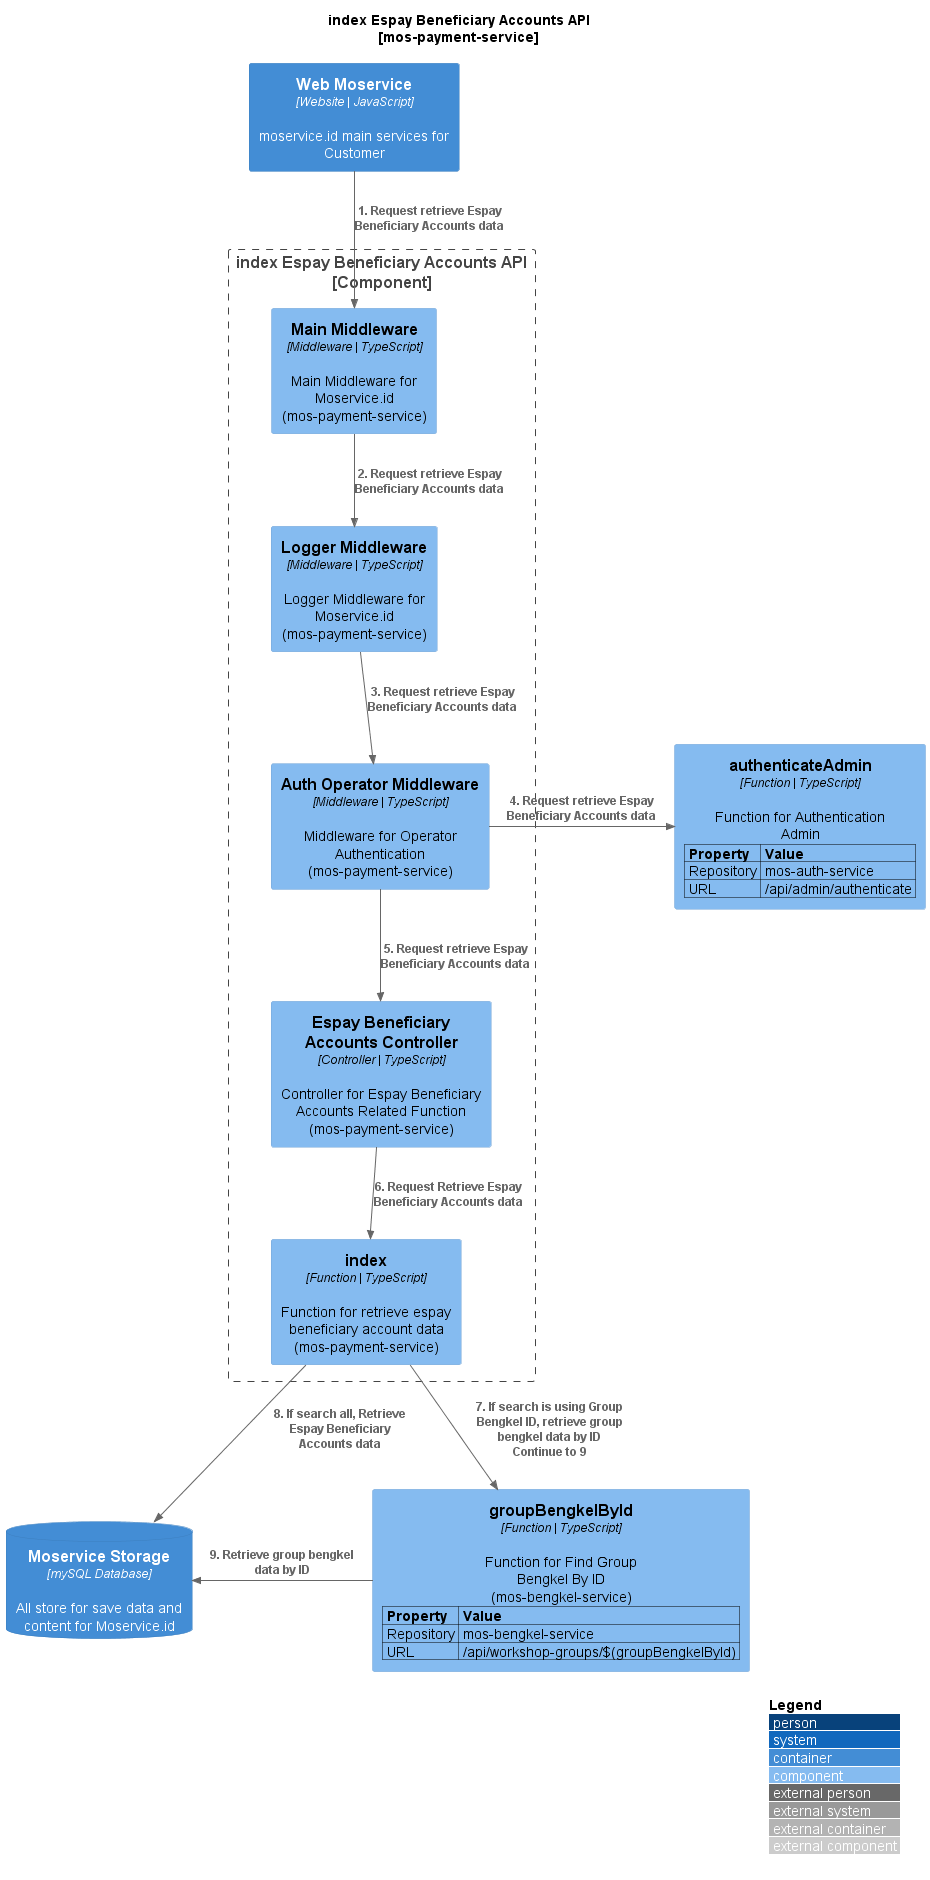 index Espay Beneficiary Accounts API
[mos-payment-service]
Web Moservice
[Website | JavaScript]
moservice.id main services for
Customer
1. Request retrieve Espay
Beneficiary Accounts data
index Espay Beneficiary Accounts API
[Component]
Main Middleware
[Middleware | TypeScript]
Main Middleware for
Moservice.id
(mos-payment-service)
2. Request retrieve Espay
Beneficiary Accounts data
Logger Middleware
[Middleware | TypeScript]
Logger Middleware for
Moservice.id
(mos-payment-service)
3. Request retrieve Espay
Beneficiary Accounts data
Auth Operator Middleware
[Middleware | TypeScript]
Middleware for Operator
Authentication
(mos-payment-service)
4. Request retrieve Espay
Beneficiary Accounts data
authenticateAdmin
[Function | TypeScript]
Function for Authentication
Admin
Property Value
Repository mos-auth-service
URL /api/admin/authenticate
5. Request retrieve Espay
Beneficiary Accounts data
Espay Beneficiary
Accounts Controller
[Controller | TypeScript]
Controller for Espay Beneficiary
Accounts Related Function
(mos-payment-service)
6. Request Retrieve Espay
Beneficiary Accounts data
index
[Function | TypeScript]
Function for retrieve espay
beneficiary account data
(mos-payment-service)
8. If search all, Retrieve
Espay Beneficiary
Accounts data
7. If search is using Group
Bengkel ID, retrieve group
bengkel data by ID
Continue to 9
Moservice Storage
[mySQL Database]
All store for save data and
content for Moservice.id
9. Retrieve group bengkel
data by ID
groupBengkelById
[Function | TypeScript]
Function for Find Group
Bengkel By ID
(mos-bengkel-service)
Property Value
Repository mos-bengkel-service
URL /api/workshop-groups/$(groupBengkelById)
Legend
person
system
container
component
external person
external system
external container
external component